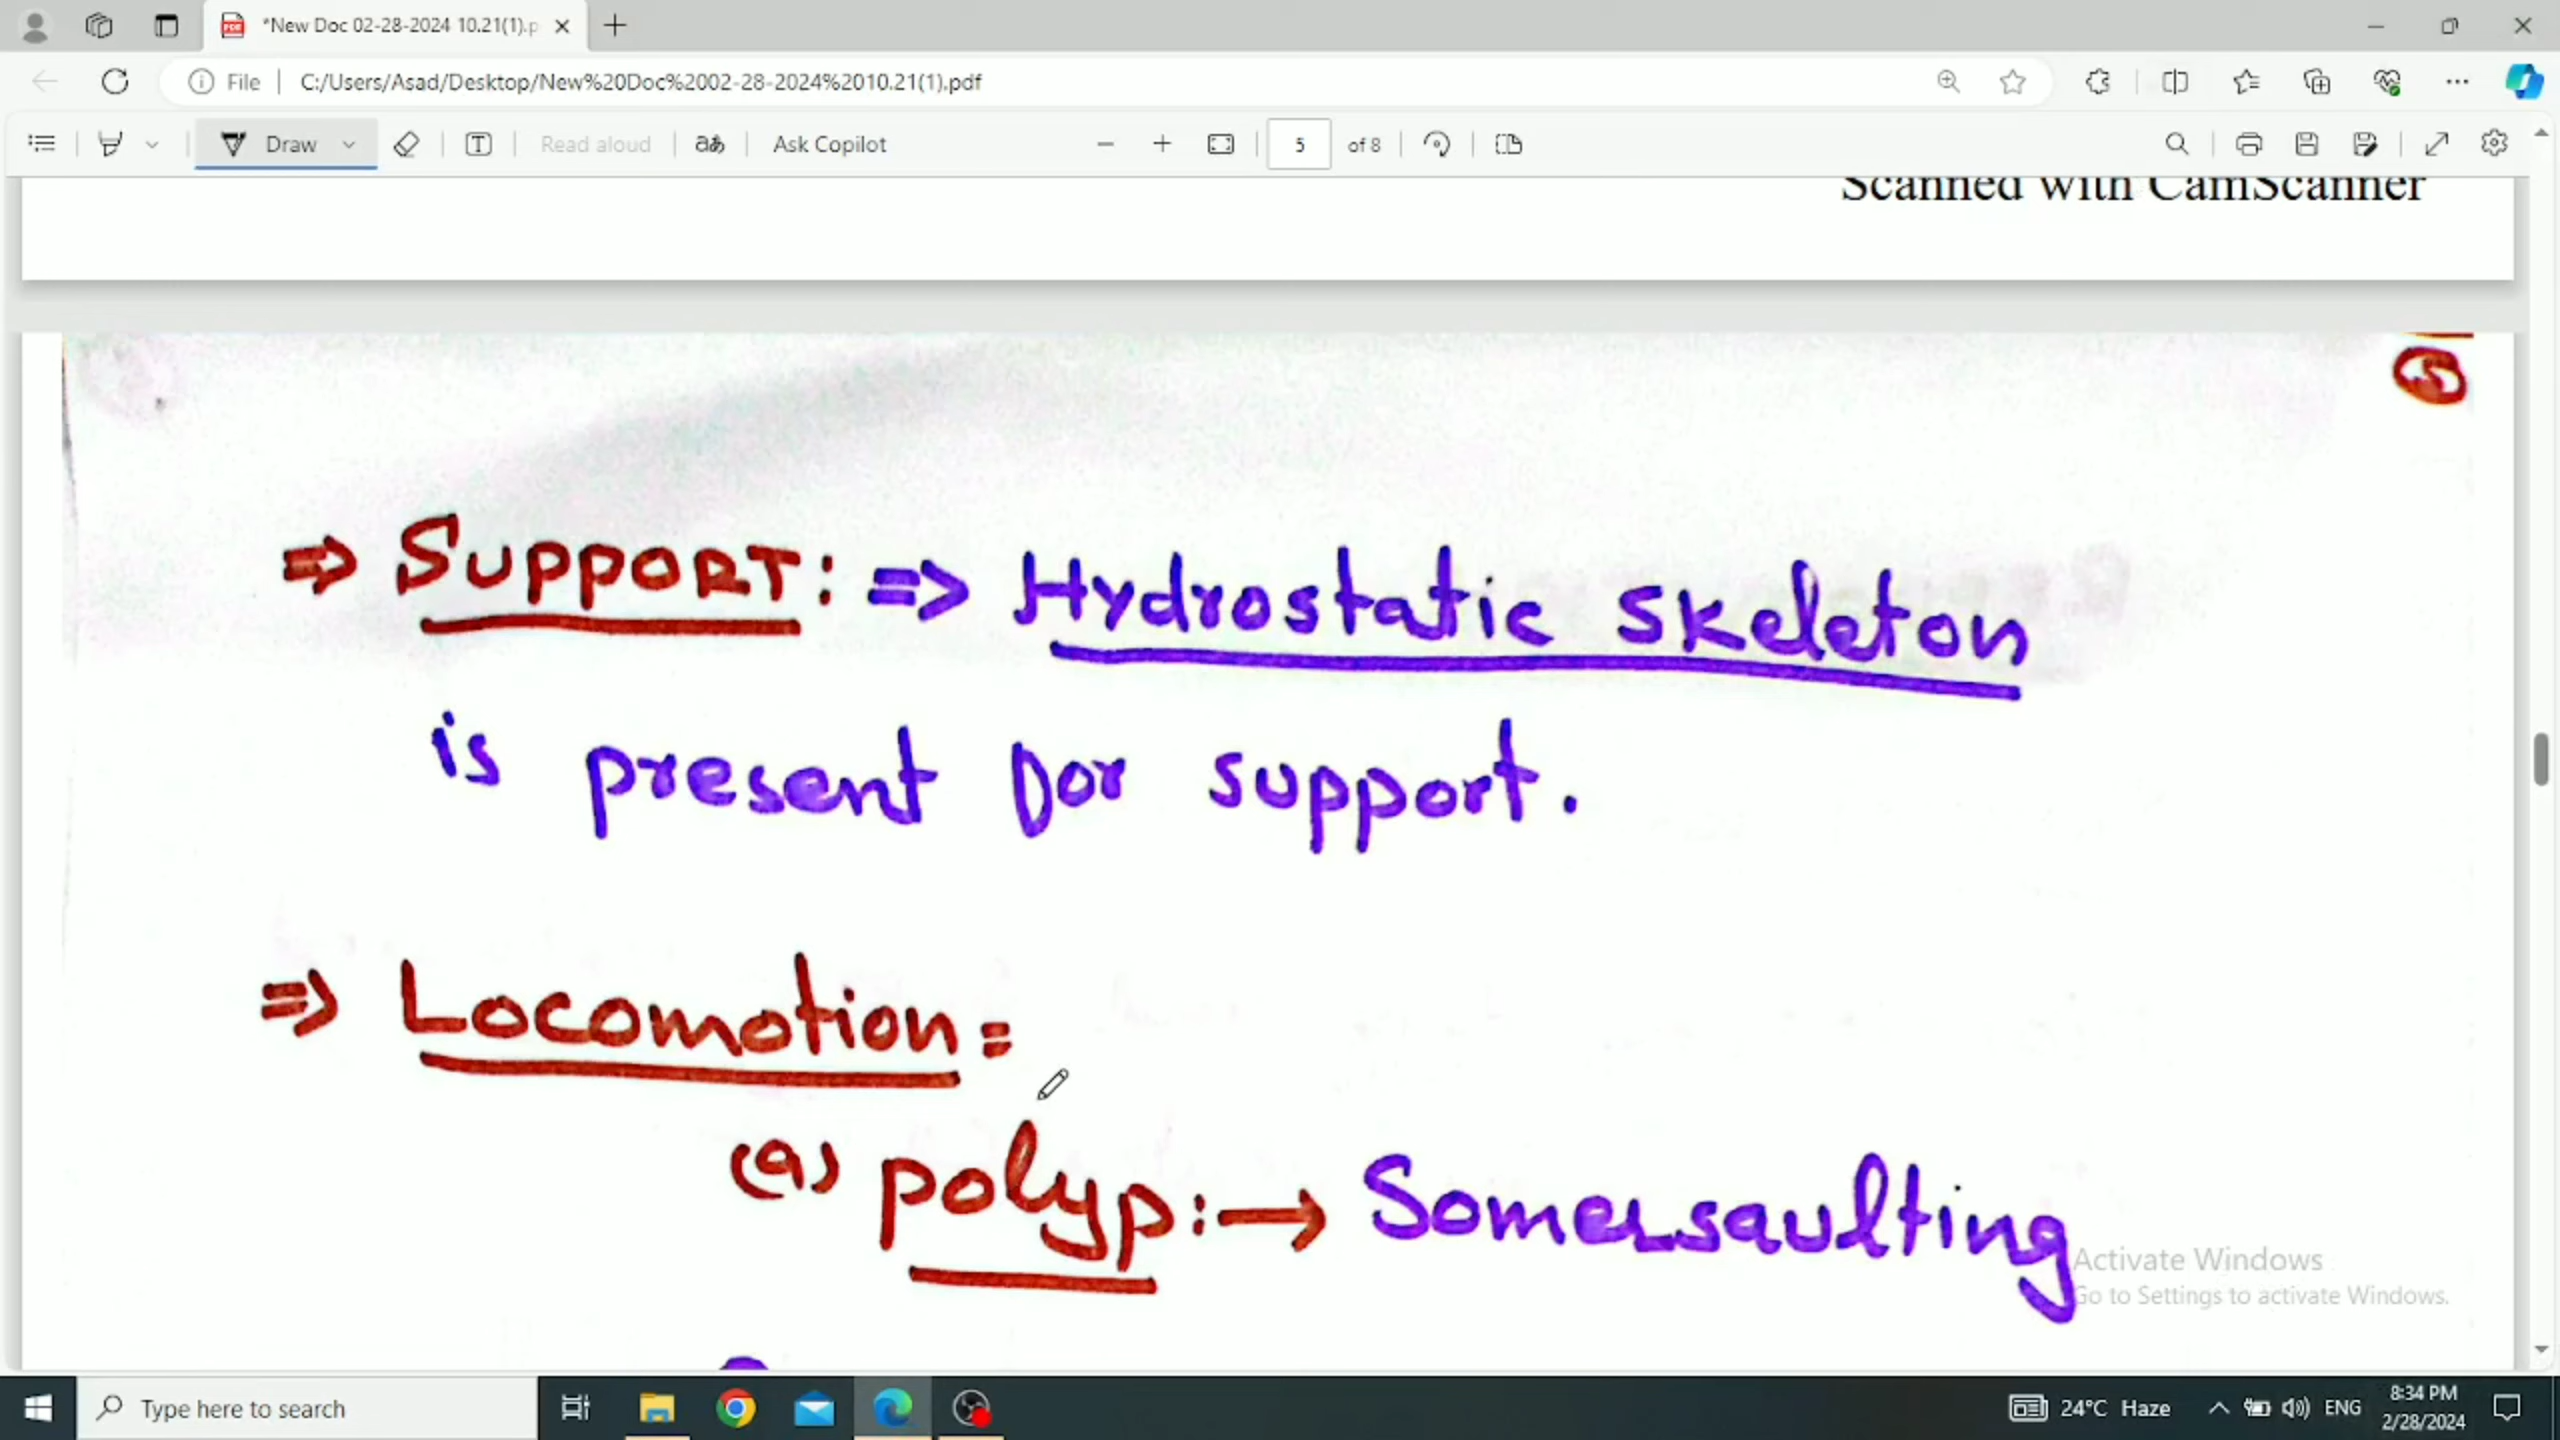 *New Doc 02-28-2024 10.21(1).p
File
C:/Users/Asad/Desktop/New%20Doc%2002-28-2024%2010.21(1).pdf
Draw
Read aloud
aあ
Ask Copilot
5
of 8
Scanned with CamScanner
5
⇒ SUPPORT: ⇒ Hydrostatic skeleton
is present for support.
⇒ Locomotion =
(a) polyp: → Somersaulting
Activate Windows
Go to Settings to activate Windows.
Type here to search
24°C Haze
ENG
8:34 PM
2/28/2024